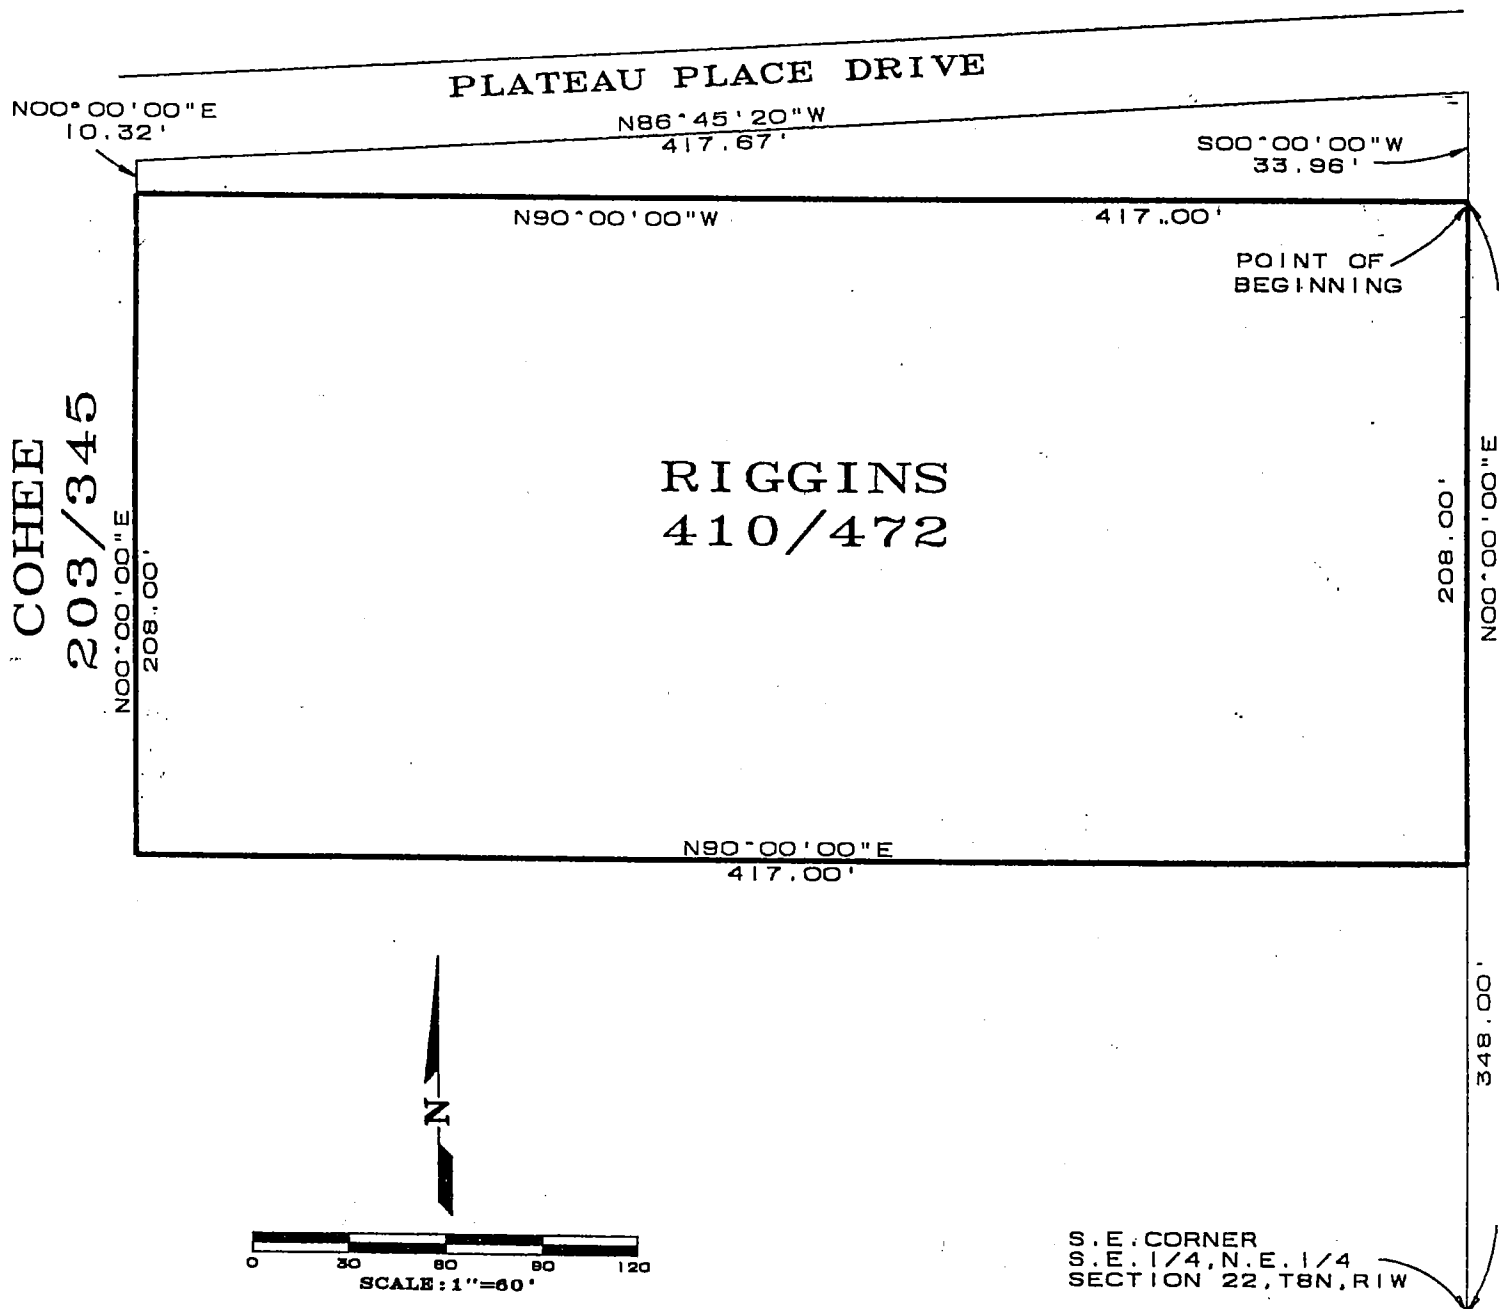 PLATEAU PLACE DRIVE
N00°00'00"E
10.32'
N86°45'20"W
417.67'
S00°00'00"W
33.96'
N90°00'00"W
417.00'
POINT OF
BEGINNING
COHEE
203/345
N00°00'00"E
208.00'
RIGGINS
410/472
208.00'
N00°00'00"E
N90°00'00"E
417.00'
348.00'
N
0 30 60 90 120
SCALE: 1"=60'
S.E. CORNER
S.E. 1/4, N.E. 1/4
SECTION 22, T8N, R1W